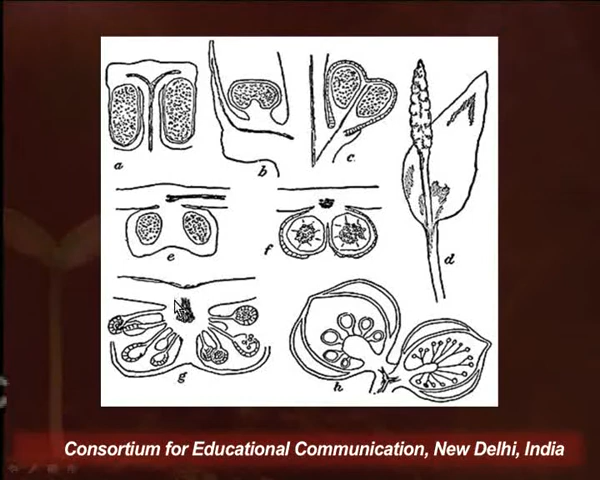 a
b
c
d
e
f
g
h
Consortium for Educational Communication, New Delhi, India